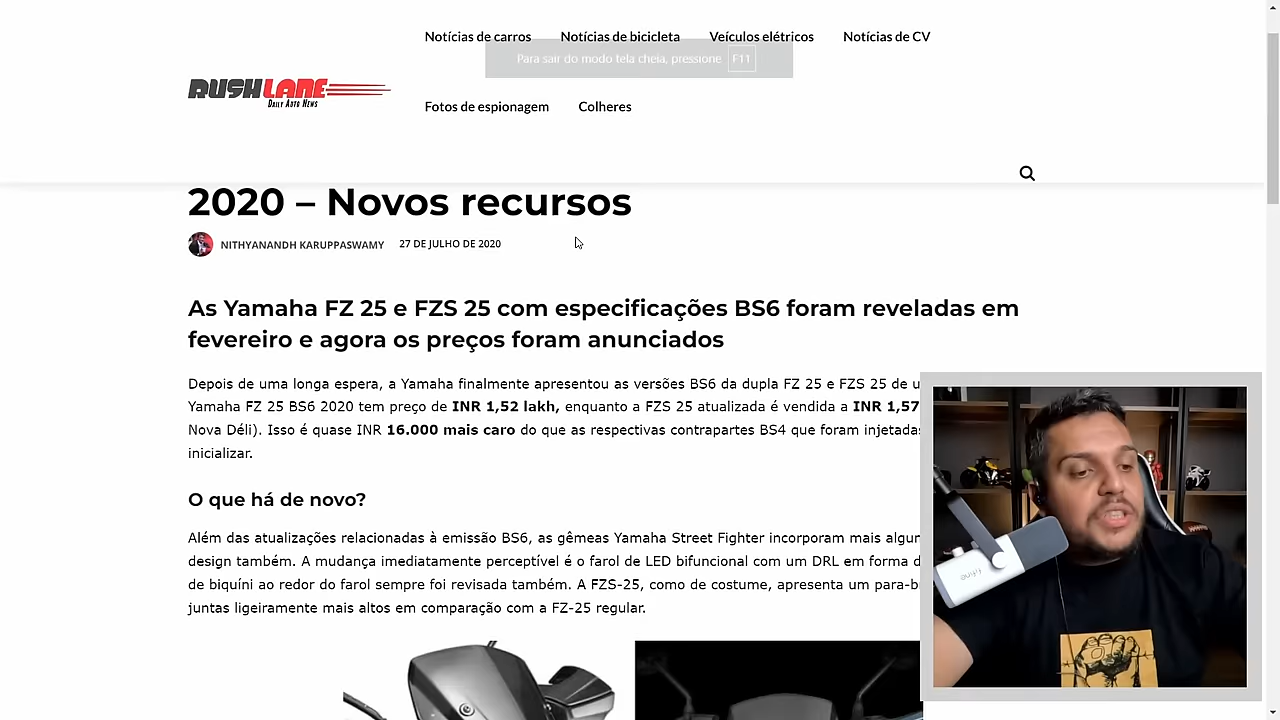 Notícias de carros Notícias de bicicleta Veículos elétricos Notícias de CV
Para sair do modo tela cheia, pressione F11
RUSHLANE
DAILY AUTO NEWS
Fotos de espionagem Colheres
2020 – Novos recursos
NITHYANANDH KARUPPASWAMY 27 DE JULHO DE 2020
As Yamaha FZ 25 e FZS 25 com especificações BS6 foram reveladas em
fevereiro e agora os preços foram anunciados
Depois de uma longa espera, a Yamaha finalmente apresentou as versões BS6 da dupla FZ 25 e FZS 25 de
Yamaha FZ 25 BS6 2020 tem preço de INR 1,52 lakh, enquanto a FZS 25 atualizada é vendida a INR 1,57
Nova Déli). Isso é quase INR 16.000 mais caro do que as respectivas contrapartes BS4 que foram injetadas
inicializar.
O que há de novo?
Além das atualizações relacionadas à emissão BS6, as gêmeas Yamaha Street Fighter incorporam mais
design também. A mudança imediatamente perceptível é o farol de LED bifuncional com um DRL em forma
de biquíni ao redor do farol sempre foi revisada também. A FZS-25, como de costume, apresenta um
juntas ligeiramente mais altos em comparação com a FZ-25 regular.
fifine